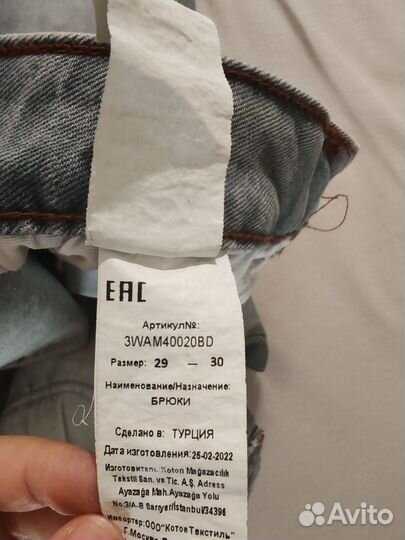 EAC
Артикул№:
3WAM40020BD
Размер: 29 — 30
Наименование/Назначение:
БРЮКИ
Сделано в: ТУРЦИЯ
Дата изготовления: 25-02-2022
Изготовитель: Koton Mağazacılık
Tekstil San. ve Tic. A.Ş. Adress
Ayazağa Mah.Ayazağa Yolu
No:3/A-B Sarıyer/İstanbul/34396
Импортер:ООО"Котон Текстиль"
Г.Москва
Avito